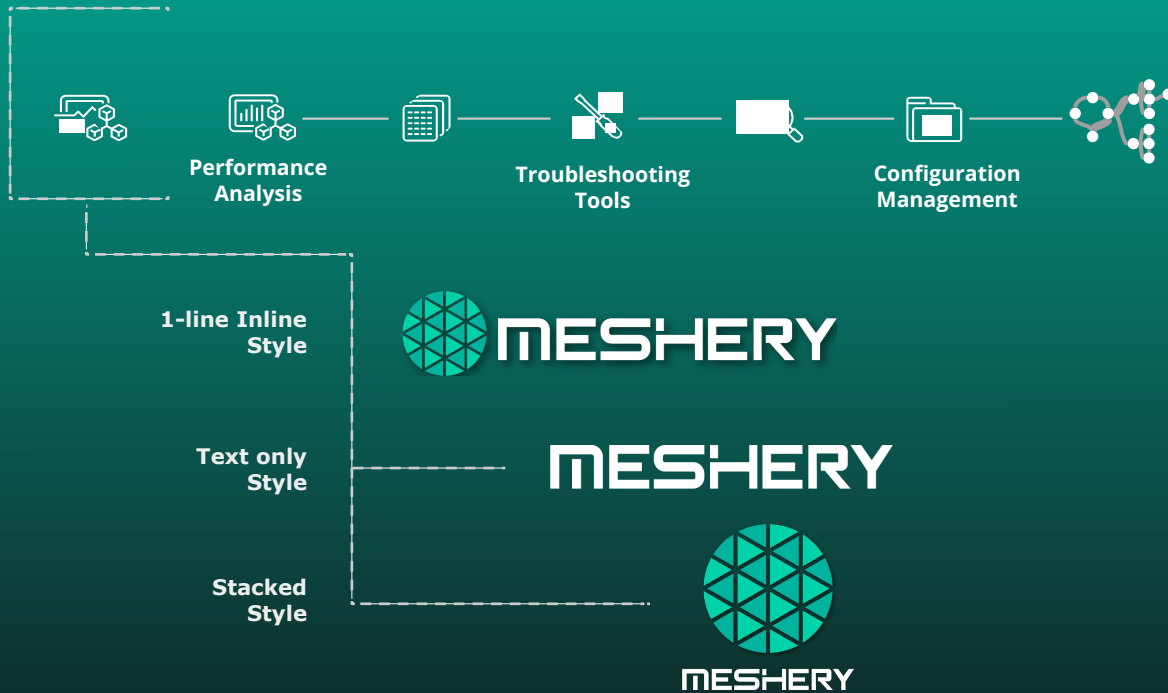 Performance
Analysis
Troubleshooting
Tools
Configuration
Management
1-line Inline
Style
MESHERY
Text only
Style
MESHERY
Stacked
Style
MESHERY